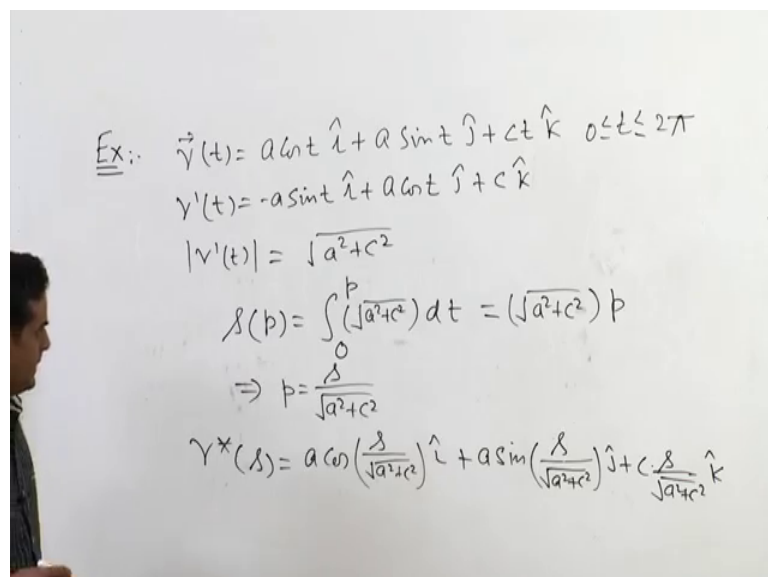 Ex:. r⃗(t) = a cos t î + a sin t ĵ + ct k̂ 0≤t≤2π
r'(t) = -a sin t î + a cos t ĵ + c k̂
|r'(t)| = √(a²+c²)
s(p) = ∫₀ᵖ (√(a²+c²)) dt = (√(a²+c²)) p
⇒ p = s/√(a²+c²)
r*(s) = a cos(s/√(a²+c²)) î + a sin(s/√(a²+c²)) ĵ + c·s/√(a²+c²) k̂